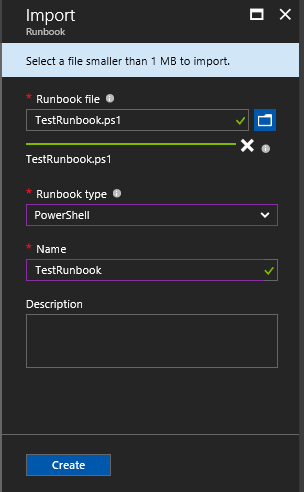 Import
Runbook
Select a file smaller than 1 MB to import.
* Runbook file
TestRunbook.ps1
TestRunbook.ps1
* Runbook type
PowerShell
* Name
TestRunbook
Description
Create